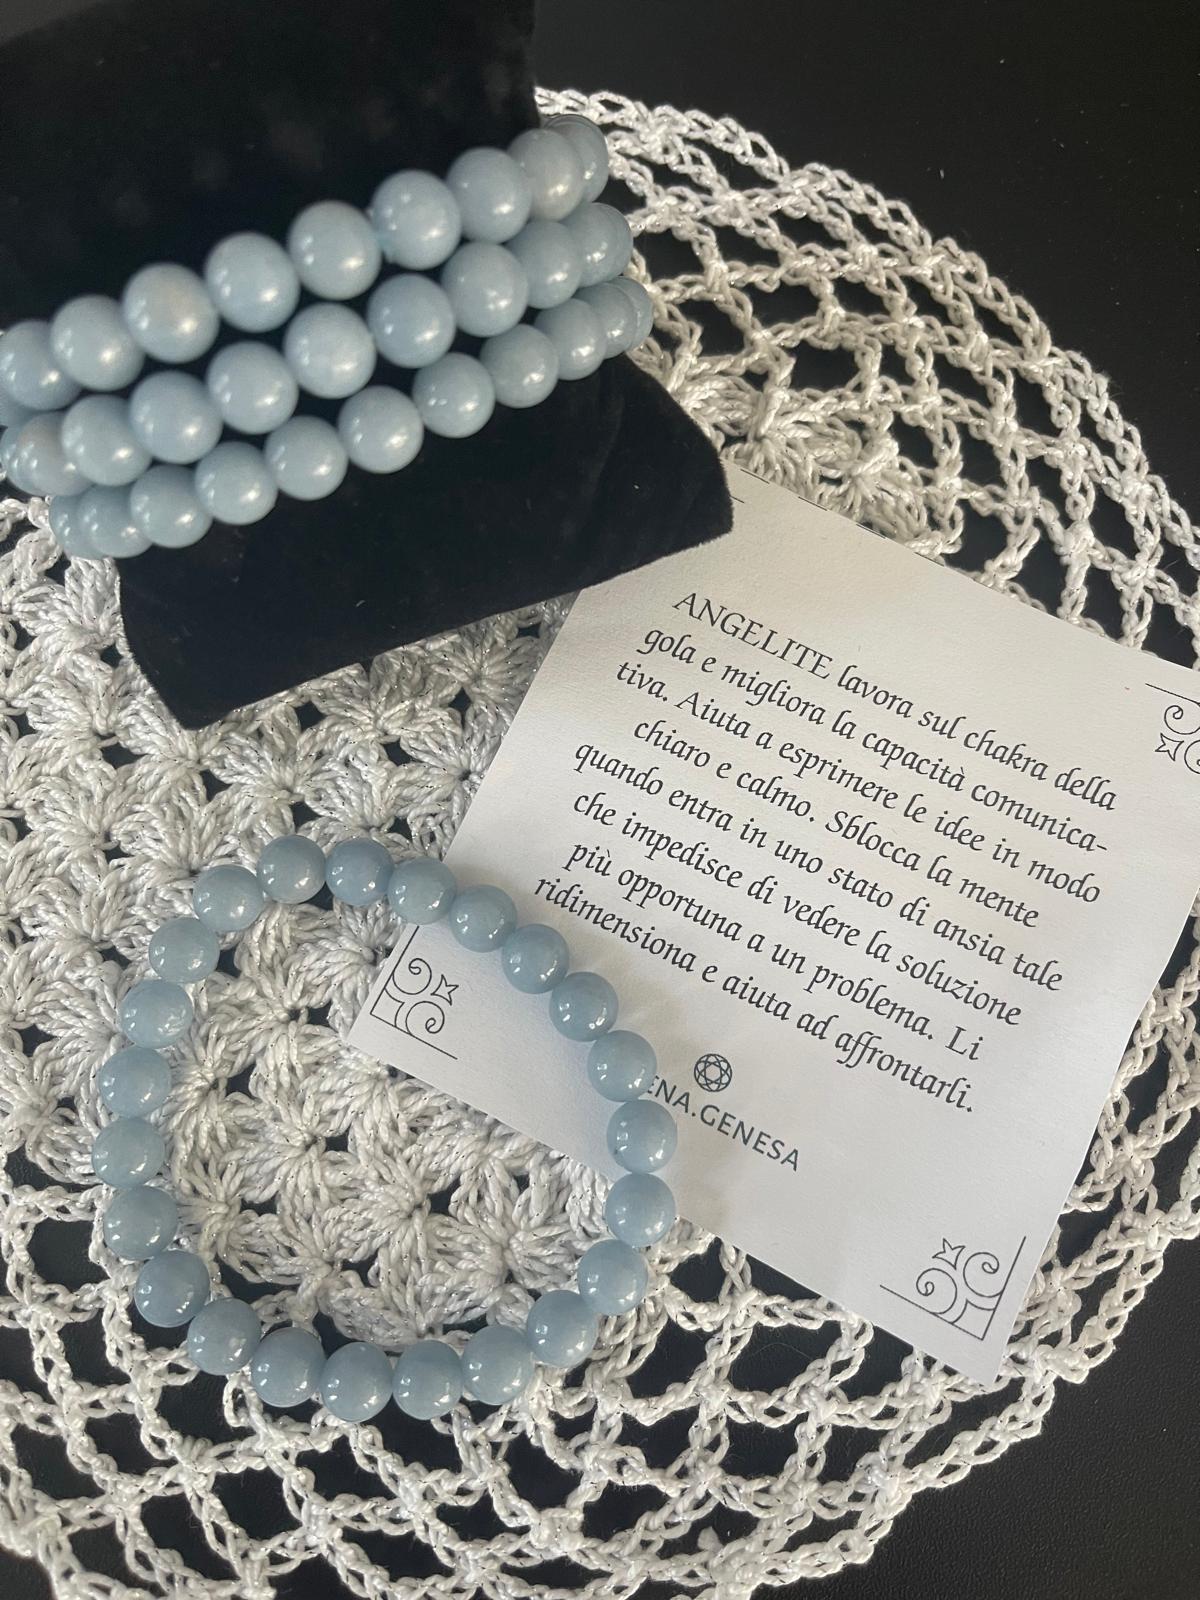 ANGELITE lavora sul chakra della
gola e migliora la capacità comunica-
tiva. Aiuta a esprimere le idee in modo
chiaro e calmo. Sblocca la mente
quando entra in uno stato di ansia tale
che impedisce di vedere la soluzione
più opportuna a un problema. Li
ridimensiona e aiuta ad affrontarli.
ENA.GENESA